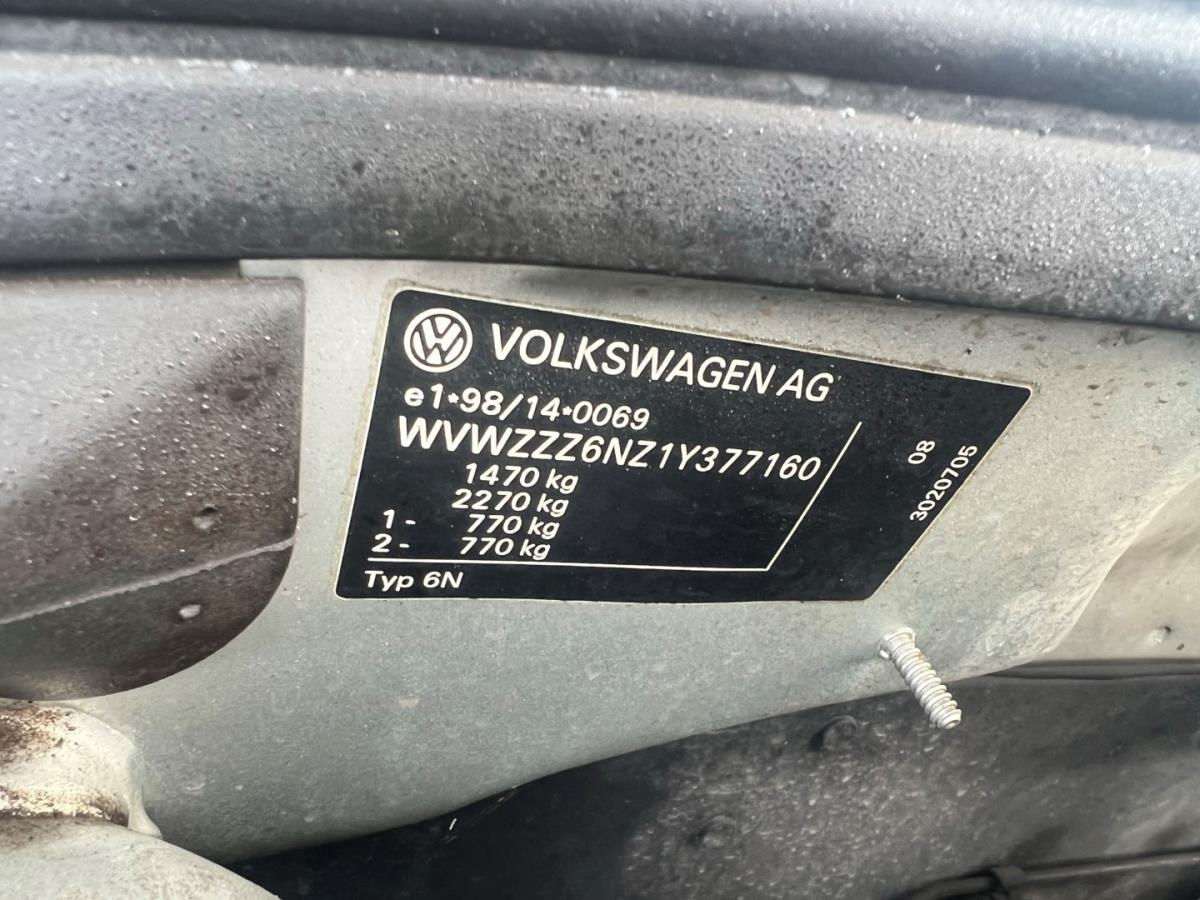 VOLKSWAGEN AG
e1*98/14*0069
WVWZZZ6NZ1Y377160
1470 kg
2270 kg
1- 770 kg
2- 770 kg
Typ 6N
08
3020705